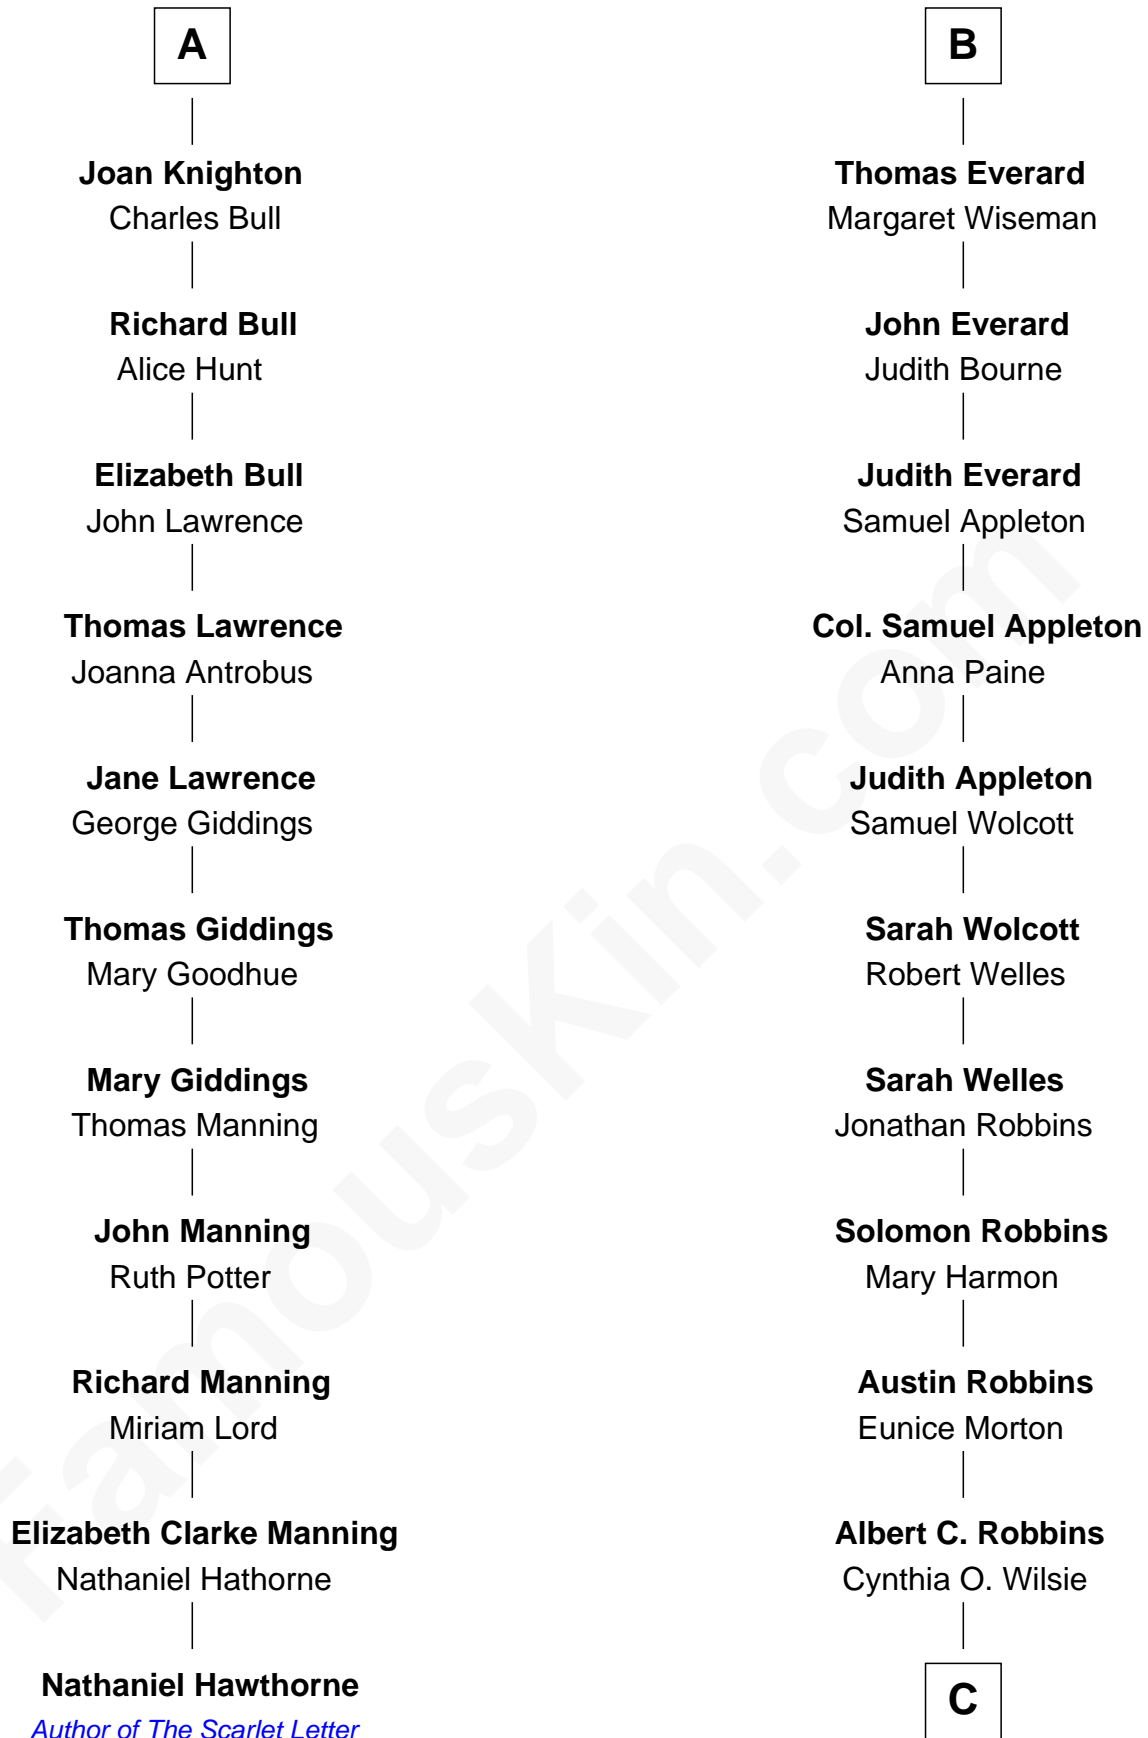 A
Joan Knighton
Charles Bull
Richard Bull
Alice Hunt
Elizabeth Bull
John Lawrence
Thomas Lawrence
Joanna Antrobus
Jane Lawrence
George Giddings
Thomas Giddings
Mary Goodhue
Mary Giddings
Thomas Manning
John Manning
Ruth Potter
Richard Manning
Miriam Lord
Elizabeth Clarke Manning
Nathaniel Hathorne
Nathaniel Hawthorne
Author of The Scarlet Letter
B
Thomas Everard
Margaret Wiseman
John Everard
Judith Bourne
Judith Everard
Samuel Appleton
Col. Samuel Appleton
Anna Paine
Judith Appleton
Samuel Wolcott
Sarah Wolcott
Robert Welles
Sarah Welles
Jonathan Robbins
Solomon Robbins
Mary Harmon
Austin Robbins
Eunice Morton
Albert C. Robbins
Cynthia O. Wilsie
C
FamousKin.com